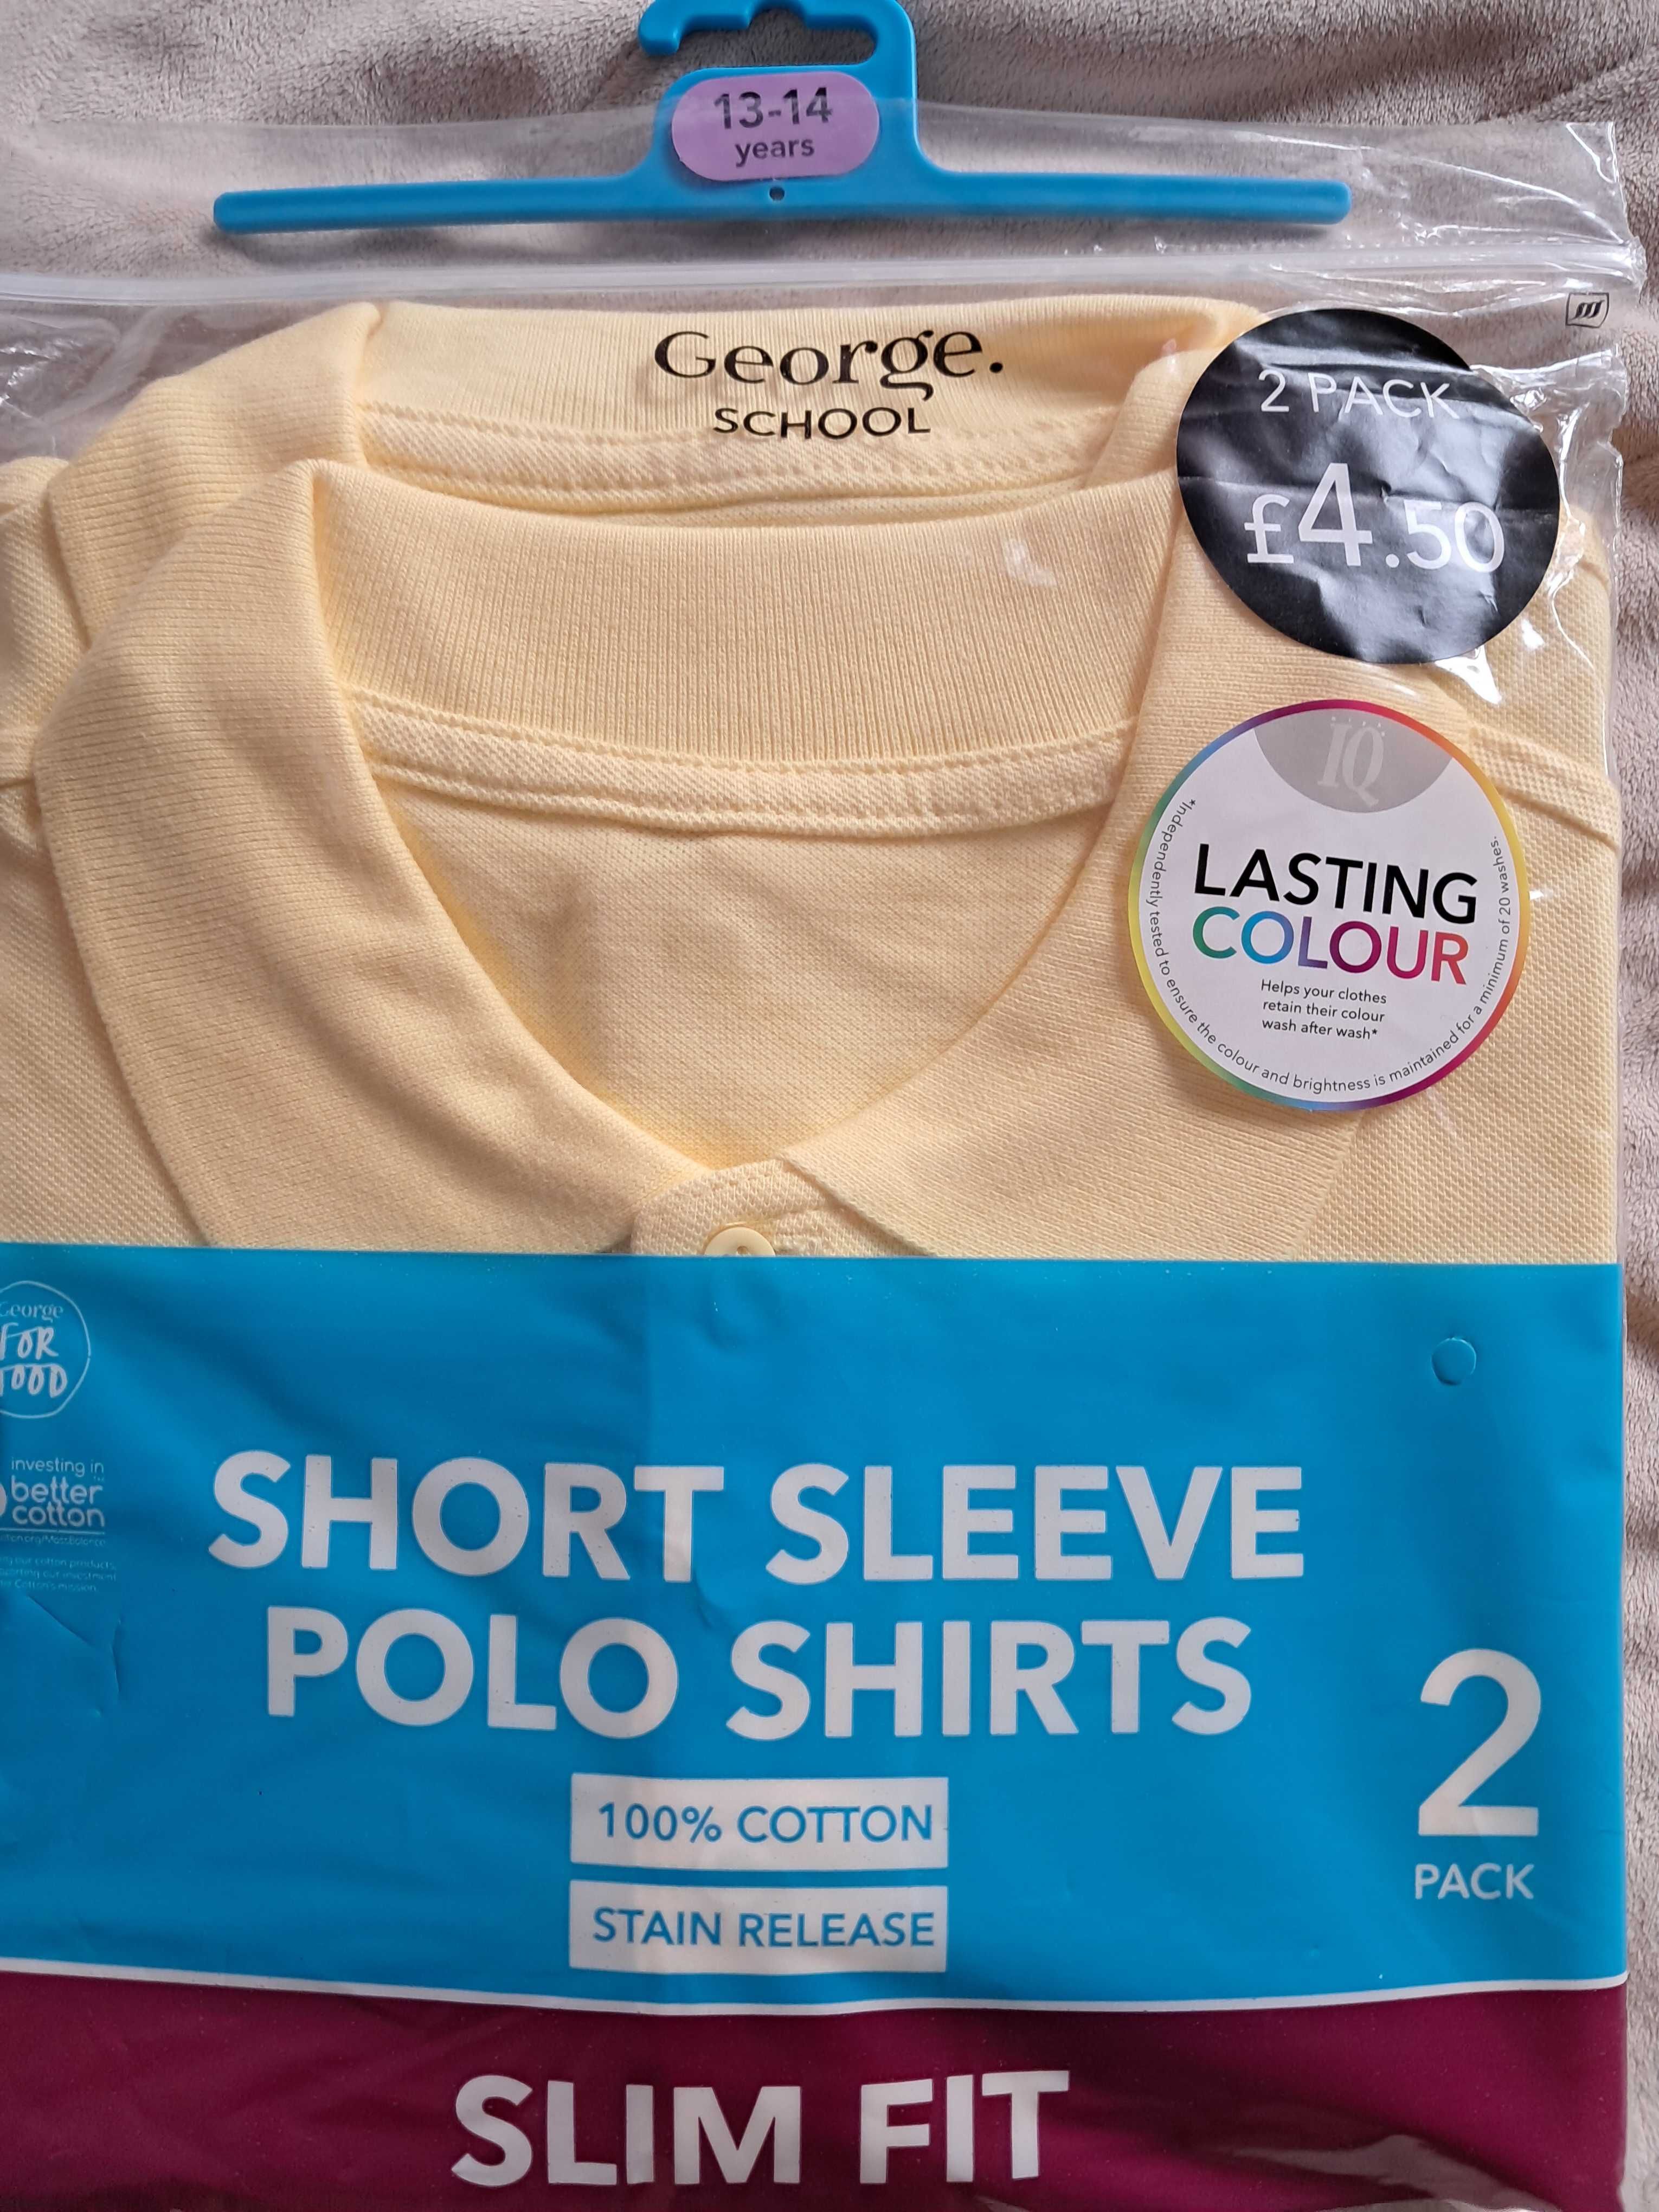 13-14
years
George.
SCHOOL
2 PACK
£4.50
IQ
LASTING
COLOUR
Helps your clothes
retain their colour
wash after wash*
*Independently tested to ensure the colour and brightness is maintained for a minimum of 20 washes.
George
FOR
investing in
better
cotton
SHORT SLEEVE
POLO SHIRTS
100% COTTON
STAIN RELEASE
2
PACK
SLIM FIT